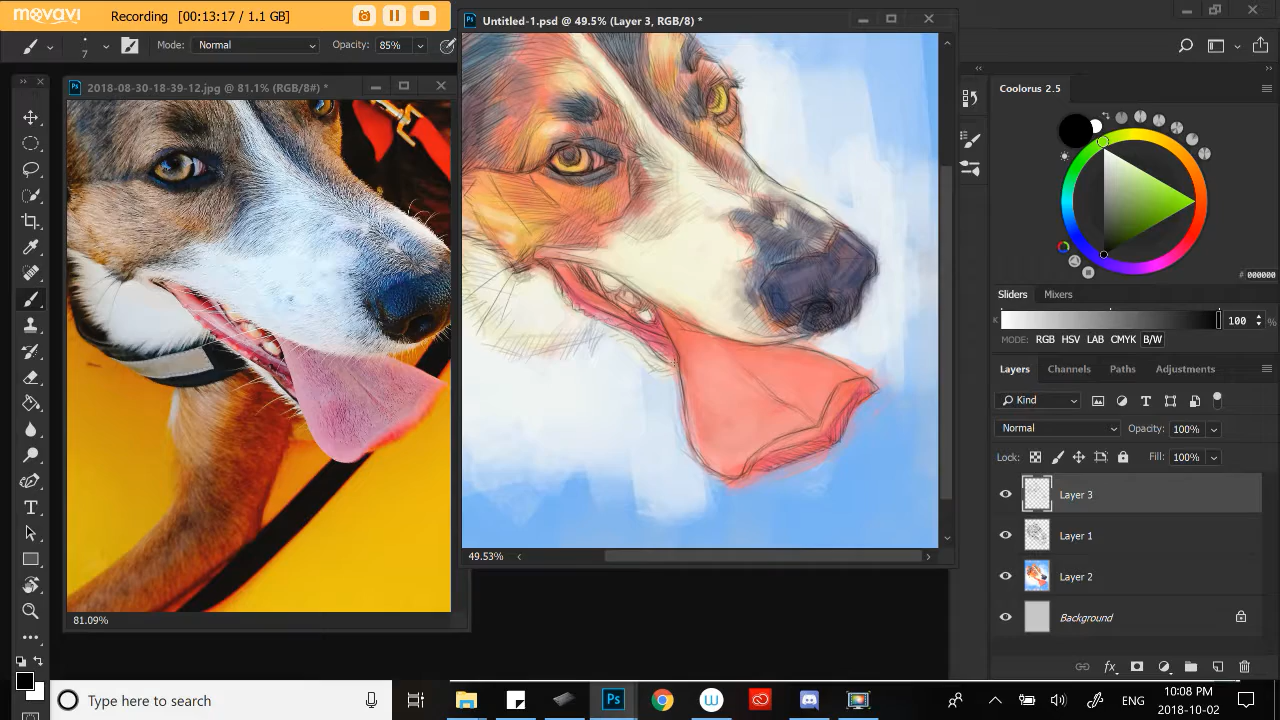 movavi
Recording [00:13:17 / 1.1 GB]
7
Mode: Normal
Opacity: 85%
2018-08-30-18-39-12.jpg @ 81.1% (RGB/8#) *
81.09%
Untitled-1.psd @ 49.5% (Layer 3, RGB/8) *
49.53%
Coolorus 2.5
# 000000
Sliders Mixers
K 100 %
MODE: RGB HSV LAB CMYK B/W
Layers Channels Paths Adjustments
Kind
Normal Opacity: 100%
Lock: Fill: 100%
Layer 3
Layer 1
Layer 2
Background
fx
Type here to search
Ps
ENG
10:08 PM
2018-10-02